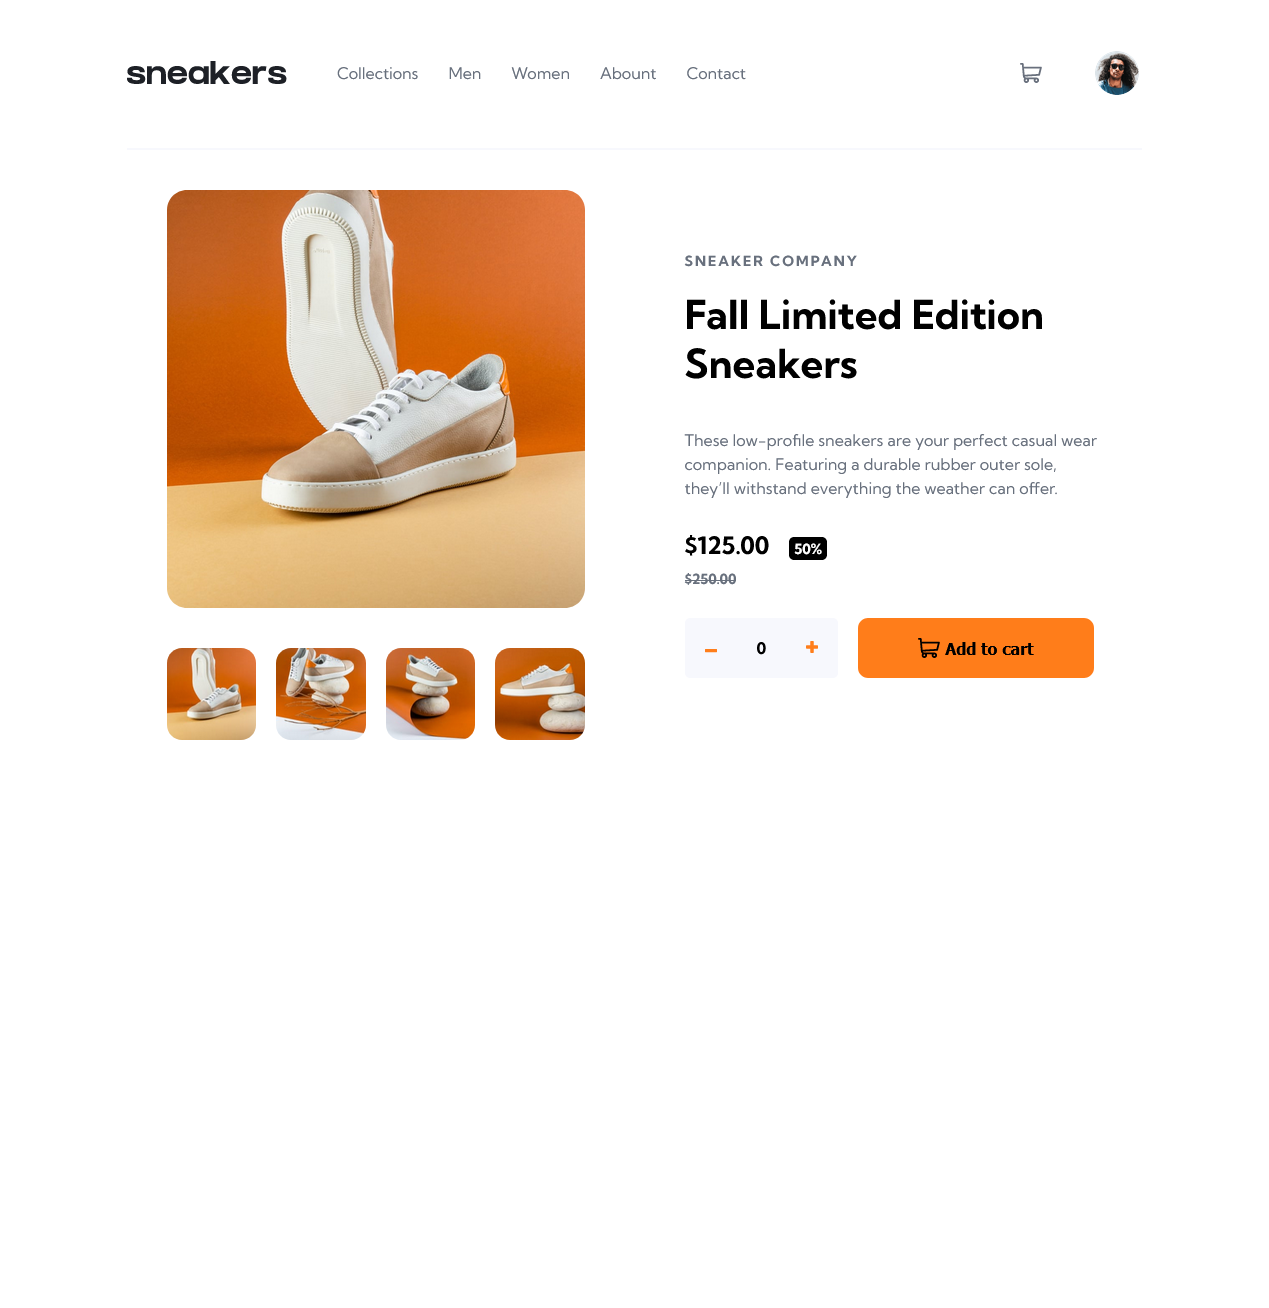 sneakers
Collections Men Women Abount Contact
SNEAKER COMPANY
Fall Limited Edition
Sneakers
These low-profile sneakers are your perfect casual wear
companion. Featuring a durable rubber outer sole,
they’ll withstand everything the weather can offer.
$125.00 50%
$250.00
– 0 + Add to cart